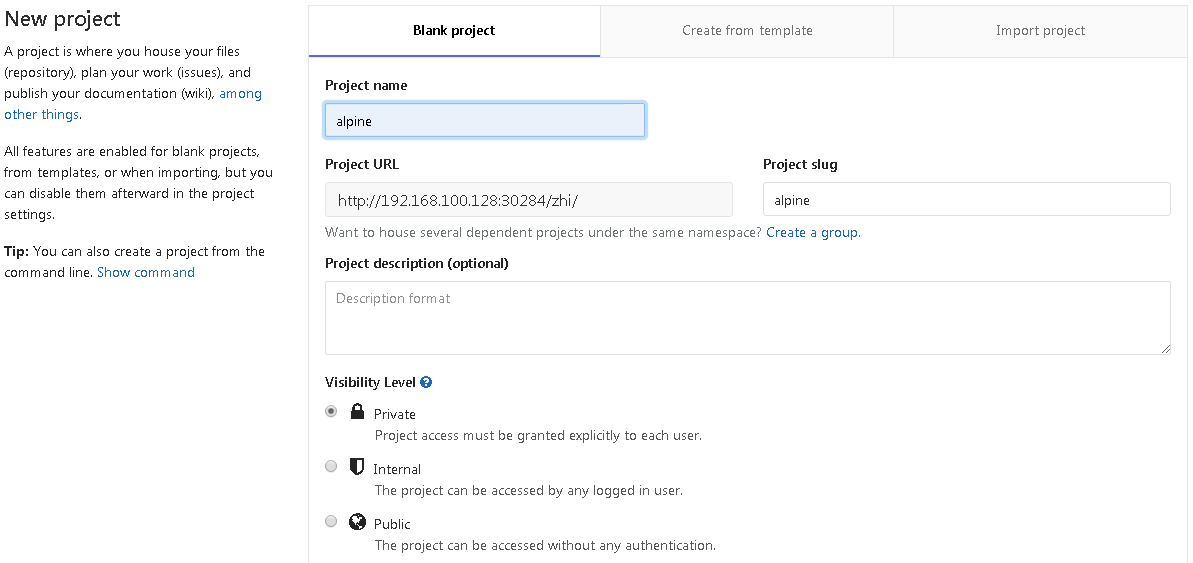 New project
A project is where you house your files
(repository), plan your work (issues), and
publish your documentation (wiki), among
other things.
All features are enabled for blank projects,
from templates, or when importing, but you
can disable them afterward in the project
settings.
Tip: You can also create a project from the
command line. Show command
Blank project
Create from template
Import project
Project name
alpine
Project URL
Project slug
http://192.168.100.128:30284/zhi/
alpine
Want to house several dependent projects under the same namespace? Create a group.
Project description (optional)
Description format
Visibility Level ?
Private
Project access must be granted explicitly to each user.
Internal
The project can be accessed by any logged in user.
Public
The project can be accessed without any authentication.